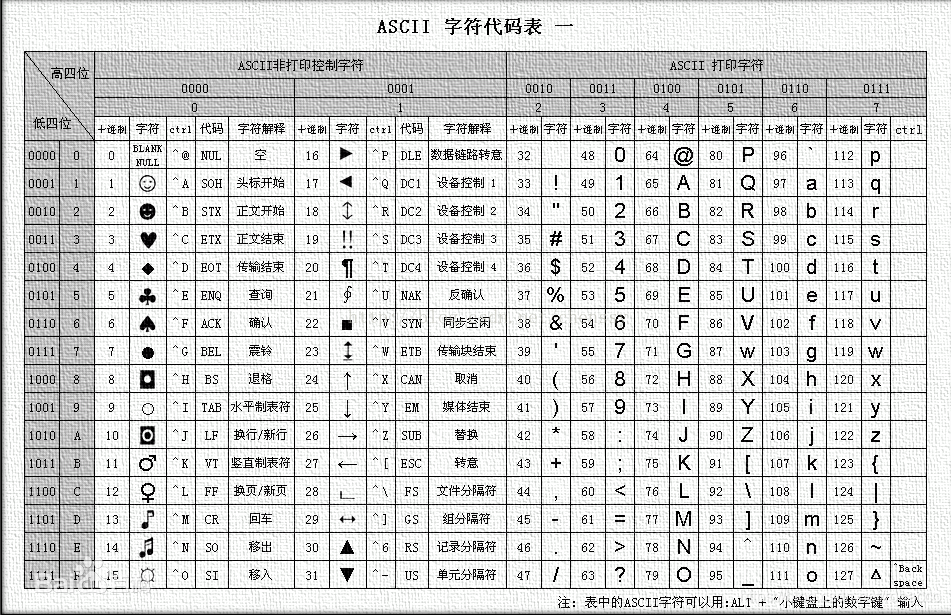 ASCII 字符代码表 一
高四位 ASCII非打印控制字符 ASCII 打印字符
0000 0001 0010 0011 0100 0101 0110 0111
0 1 2 3 4 5 6 7
低四位 十进制 字符 ctrl 代码 字符解释 十进制 字符 ctrl 代码 字符解释 十进制 字符 十进制 字符 十进制 字符 十进制 字符 十进制 字符 十进制 字符 ctrl
0000 0 0 BLANK NULL ^@ NUL 空 16 ► ^P DLE 数据链路转意 32 48 0 64 @ 80 P 96 ` 112 p
0001 1 1 ☺ ^A SOH 头标开始 17 ◄ ^Q DC1 设备控制 1 33 ! 49 1 65 A 81 Q 97 a 113 q
0010 2 2 ☻ ^B STX 正文开始 18 ↕ ^R DC2 设备控制 2 34 " 50 2 66 B 82 R 98 b 114 r
0011 3 3 ♥ ^C ETX 正文结束 19 ‼ ^S DC3 设备控制 3 35 # 51 3 67 C 83 S 99 c 115 s
0100 4 4 ♦ ^D EOT 传输结束 20 ¶ ^T DC4 设备控制 4 36 $ 52 4 68 D 84 T 100 d 116 t
0101 5 5 ♣ ^E ENQ 查询 21 ∮ ^U NAK 反确认 37 % 53 5 69 E 85 U 101 e 117 u
0110 6 6 ♠ ^F ACK 确认 22 ■ ^V SYN 同步空闲 38 & 54 6 70 F 86 V 102 f 118 v
0111 7 7 ● ^G BEL 震铃 23 ↨ ^W ETB 传输块结束 39 ' 55 7 71 G 87 w 103 g 119 w
1000 8 8 ◘ ^H BS 退格 24 ↑ ^X CAN 取消 40 ( 56 8 72 H 88 X 104 h 120 x
1001 9 9 ○ ^I TAB 水平制表符 25 ↓ ^Y EM 媒体结束 41 ) 57 9 73 I 89 Y 105 i 121 y
1010 A 10 ◙ ^J LF 换行/新行 26 → ^Z SUB 替换 42 * 58 : 74 J 90 Z 106 j 122 z
1011 B 11 ♂ ^K VT 竖直制表符 27 ← ^[ ESC 转意 43 + 59 ; 75 K 91 [ 107 k 123 {
1100 C 12 ♀ ^L FF 换页/新页 28 ∟ ^\ FS 文件分隔符 44 , 60 < 76 L 92 \ 108 l 124 |
1101 D 13 ♪ ^M CR 回车 29 ↔ ^] GS 组分隔符 45 - 61 = 77 M 93 ] 109 m 125 }
1110 E 14 ♫ ^N SO 移出 30 ▲ ^6 RS 记录分隔符 46 . 62 > 78 N 94 ^ 110 n 126 ~
1111 F 15 ☼ ^O SI 移入 31 ▼ ^- US 单元分隔符 47 / 63 ? 79 O 95 _ 111 o 127 Δ ^Back space
注：表中的ASCII字符可以用:ALT + "小键盘上的数字键" 输入